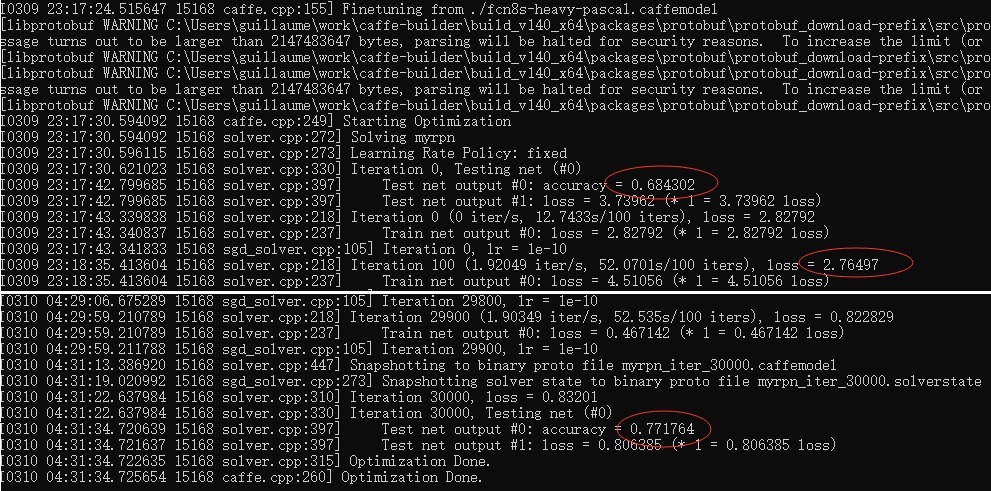 I0309 23:17:24.515647 15168 caffe.cpp:155] Finetuning from ./fcn8s-heavy-pascal.caffemodel
[libprotobuf WARNING C:\Users\guillaume\work\caffe-builder\build_v140_x64\packages\protobuf\protobuf_download-prefix\src\pro
ssage turns out to be larger than 2147483647 bytes, parsing will be halted for security reasons.  To increase the limit (or
[libprotobuf WARNING C:\Users\guillaume\work\caffe-builder\build_v140_x64\packages\protobuf\protobuf_download-prefix\src\pro
[libprotobuf WARNING C:\Users\guillaume\work\caffe-builder\build_v140_x64\packages\protobuf\protobuf_download-prefix\src\pro
ssage turns out to be larger than 2147483647 bytes, parsing will be halted for security reasons.  To increase the limit (or
[libprotobuf WARNING C:\Users\guillaume\work\caffe-builder\build_v140_x64\packages\protobuf\protobuf_download-prefix\src\pro
I0309 23:17:30.594092 15168 caffe.cpp:249] Starting Optimization
I0309 23:17:30.594092 15168 solver.cpp:272] Solving myrpn
I0309 23:17:30.596115 15168 solver.cpp:273] Learning Rate Policy: fixed
I0309 23:17:30.621023 15168 solver.cpp:330] Iteration 0, Testing net (#0)
I0309 23:17:42.799685 15168 solver.cpp:397]     Test net output #0: accuracy = 0.684302
I0309 23:17:42.799685 15168 solver.cpp:397]     Test net output #1: loss = 3.73962 (* 1 = 3.73962 loss)
I0309 23:17:43.339838 15168 solver.cpp:218] Iteration 0 (0 iter/s, 12.7433s/100 iters), loss = 2.82792
I0309 23:17:43.340837 15168 solver.cpp:237]     Train net output #0: loss = 2.82792 (* 1 = 2.82792 loss)
I0309 23:17:43.341833 15168 sgd_solver.cpp:105] Iteration 0, lr = 1e-10
I0309 23:18:35.413604 15168 solver.cpp:218] Iteration 100 (1.92049 iter/s, 52.0701s/100 iters), loss = 2.76497
I0309 23:18:35.413604 15168 solver.cpp:237]     Train net output #0: loss = 4.51056 (* 1 = 4.51056 loss)
I0310 04:29:06.675289 15168 sgd_solver.cpp:105] Iteration 29800, lr = 1e-10
I0310 04:29:59.210789 15168 solver.cpp:218] Iteration 29900 (1.90349 iter/s, 52.535s/100 iters), loss = 0.822829
I0310 04:29:59.210789 15168 solver.cpp:237]     Train net output #0: loss = 0.467142 (* 1 = 0.467142 loss)
I0310 04:29:59.211788 15168 sgd_solver.cpp:105] Iteration 29900, lr = 1e-10
I0310 04:31:13.386920 15168 solver.cpp:447] Snapshotting to binary proto file myrpn_iter_30000.caffemodel
I0310 04:31:19.020992 15168 sgd_solver.cpp:273] Snapshotting solver state to binary proto file myrpn_iter_30000.solverstate
I0310 04:31:22.637984 15168 solver.cpp:310] Iteration 30000, loss = 0.83201
I0310 04:31:22.637984 15168 solver.cpp:330] Iteration 30000, Testing net (#0)
I0310 04:31:34.720639 15168 solver.cpp:397]     Test net output #0: accuracy = 0.771764
I0310 04:31:34.721637 15168 solver.cpp:397]     Test net output #1: loss = 0.806385 (* 1 = 0.806385 loss)
I0310 04:31:34.722635 15168 solver.cpp:315] Optimization Done.
I0310 04:31:34.725654 15168 caffe.cpp:260] Optimization Done.